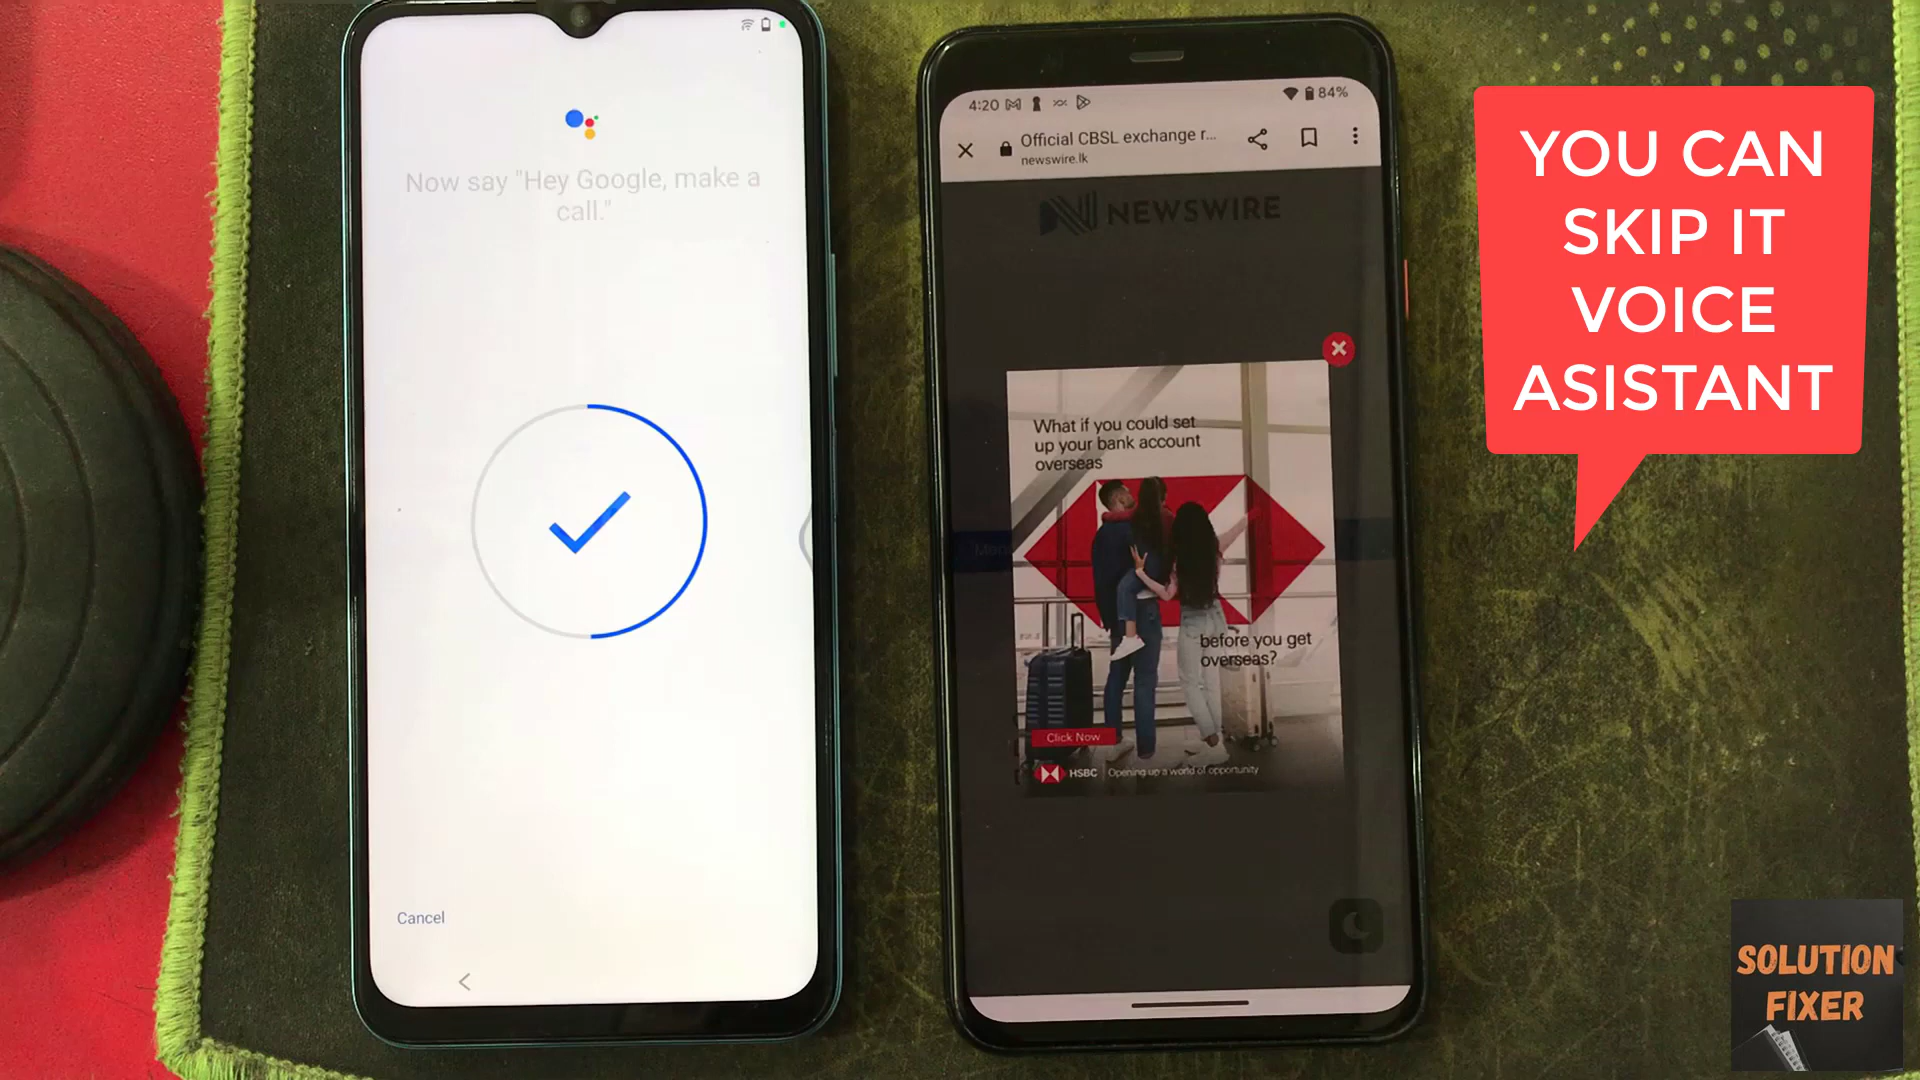 Now say "Hey Google, make a
call."
Cancel
4:20
84%
Official CBSL exchange r...
newswire.lk
NEWSWIRE
What if you could set
up your bank account
overseas
before you get
overseas?
Click Now
HSBC
Opening up a world of opportunity
YOU CAN
SKIP IT
VOICE
ASISTANT
SOLUTION
FIXER